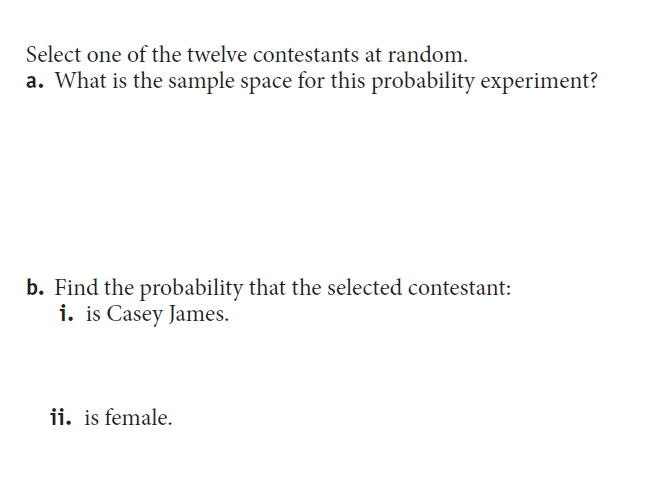 Select one of the twelve contestants at random.
a. What is the sample space for this probability experiment?
b. Find the probability that the selected contestant:
i. is Casey James.
ii. is female.